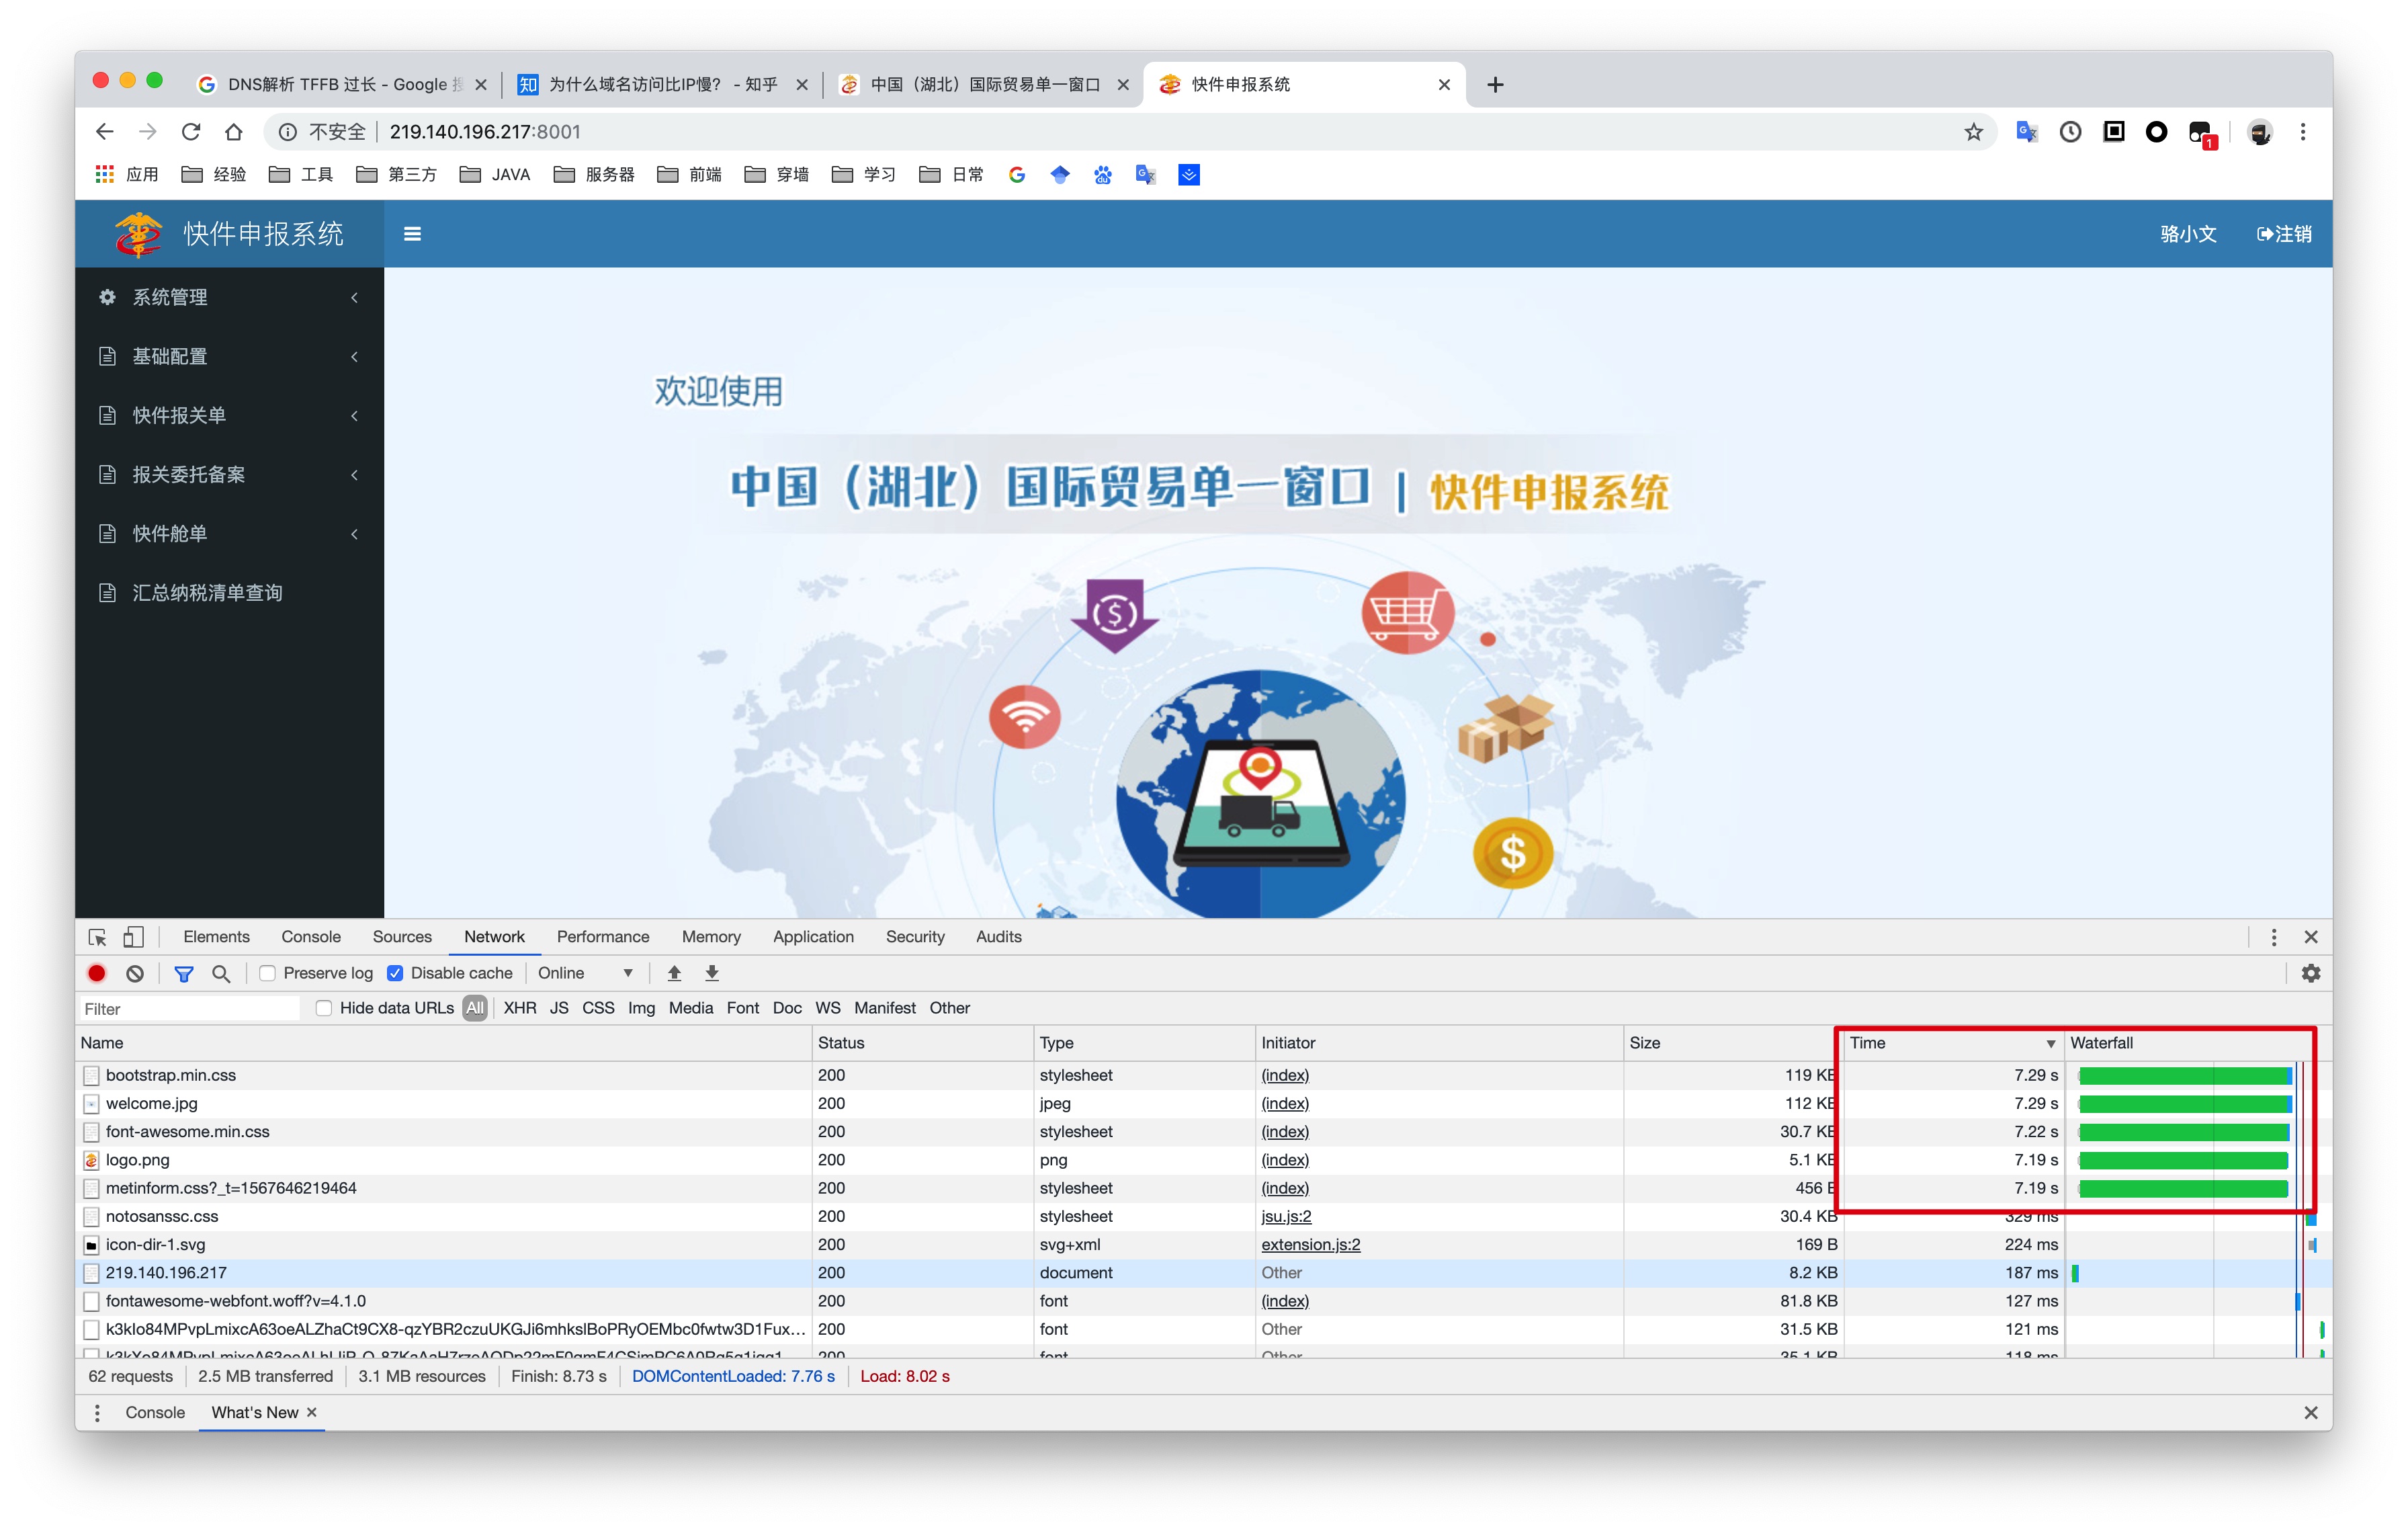 DNS解析 TFFB 过长 - Google
知 为什么域名访问比IP慢？ - 知乎
中国（湖北）国际贸易单一窗口
快件申报系统
不安全 219.140.196.217:8001
1
应用 经验 工具 第三方 JAVA 服务器 前端 穿墙 学习 日常
快件申报系统
骆小文 注销
系统管理
基础配置
快件报关单
报关委托备案
快件舱单
汇总纳税清单查询
欢迎使用
中国（湖北）国际贸易单一窗口 | 快件申报系统
Elements Console Sources Network Performance Memory Application Security Audits
Preserve log Disable cache Online
Filter Hide data URLs All XHR JS CSS Img Media Font Doc WS Manifest Other
Name Status Type Initiator Size Time Waterfall
bootstrap.min.css 200 stylesheet (index) 119 KB 7.29 s
welcome.jpg 200 jpeg (index) 112 KB 7.29 s
font-awesome.min.css 200 stylesheet (index) 30.7 KB 7.22 s
logo.png 200 png (index) 5.1 KB 7.19 s
metinform.css?_t=1567646219464 200 stylesheet (index) 456 B 7.19 s
notosanssc.css 200 stylesheet jsu.js:2 30.4 KB 329 ms
icon-dir-1.svg 200 svg+xml extension.js:2 169 B 224 ms
219.140.196.217 200 document Other 8.2 KB 187 ms
fontawesome-webfont.woff?v=4.1.0 200 font (index) 81.8 KB 127 ms
k3kIo84MPvpLmixcA63oeALZhaCt9CX8-qzYBR2czuUKGJi6mhkslBoPRyOEMbc0fwtw3D1Fux... 200 font Other 31.5 KB 121 ms
200 font Other 35.1 KB 118 ms
62 requests 2.5 MB transferred 3.1 MB resources Finish: 8.73 s DOMContentLoaded: 7.76 s Load: 8.02 s
Console What's New